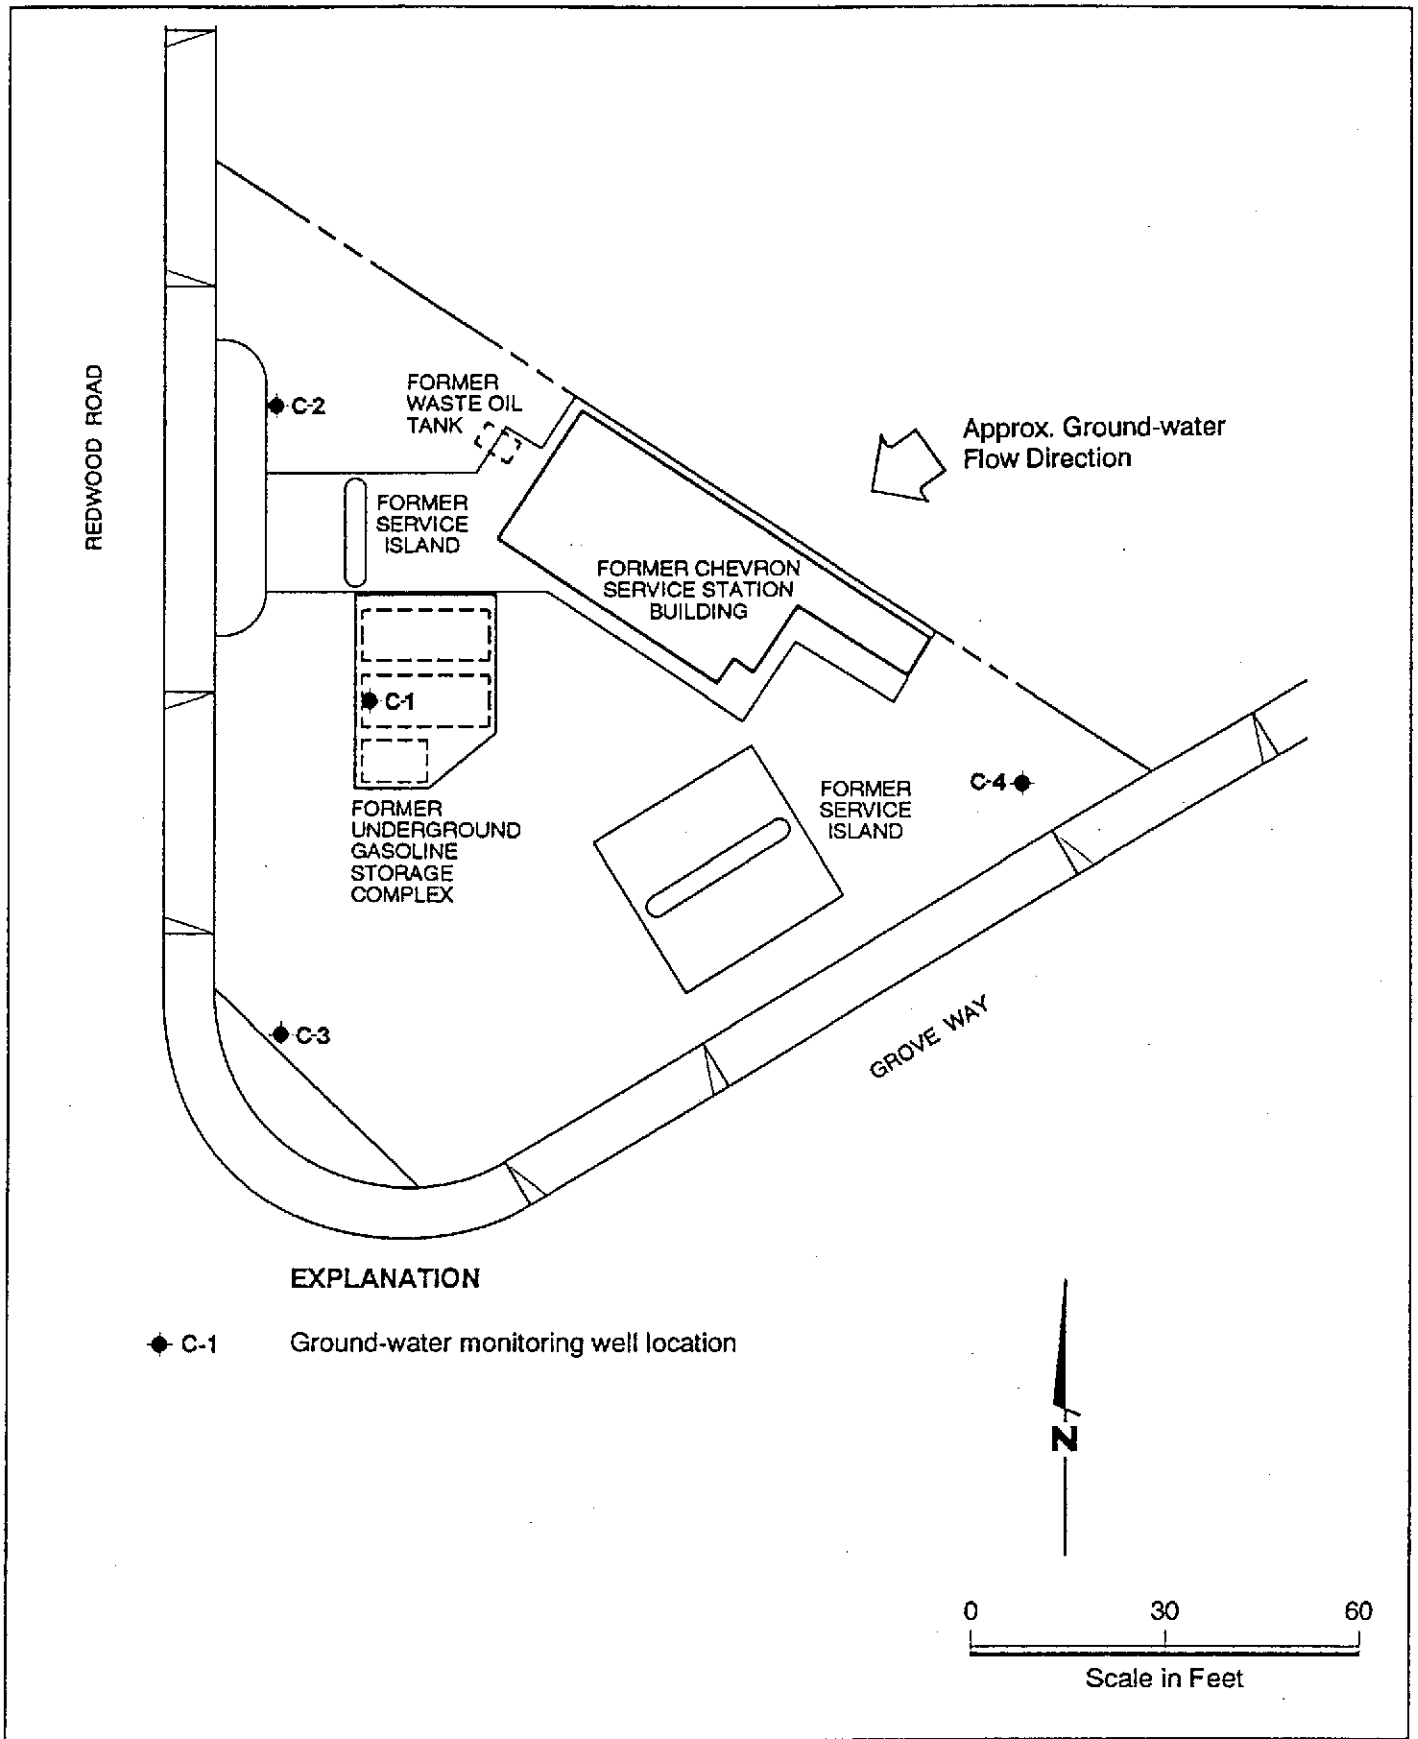 REDWOOD ROAD
C-2
FORMER
WASTE OIL
TANK
Approx. Ground-water
Flow Direction
FORMER
SERVICE
ISLAND
FORMER CHEVRON
SERVICE STATION
BUILDING
C-1
C-4
FORMER
SERVICE
ISLAND
FORMER
UNDERGROUND
GASOLINE
STORAGE
COMPLEX
C-3
GROVE WAY
EXPLANATION
C-1 Ground-water monitoring well location
N
0 30 60
Scale in Feet